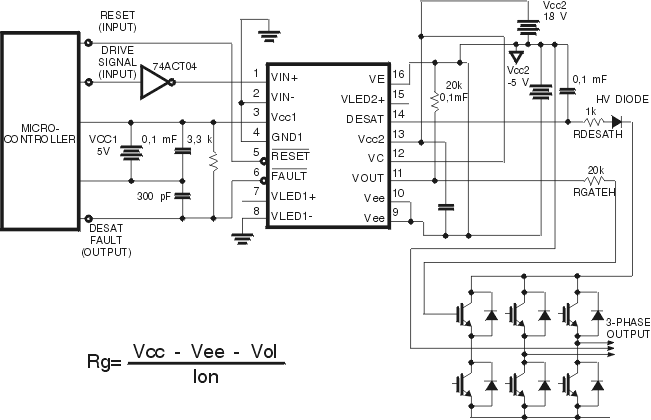 RESET
(INPUT)
DRIVE
SIGNAL
(INPUT)
74ACT04
MICRO-
CONTROLLER
VCC1
5V
0,1 mF
3,3 k
300 pF
DESAT
FAULT
(OUTPUT)
1 VIN+
2 VIN-
3 Vcc1
4 GND1
5 RESET
6 FAULT
7 VLED1+
8 VLED1-
VE 16
VLED2+ 15
DESAT 14
Vcc2 13
VC 12
VOUT 11
Vee 10
Vee 9
Vcc2
18 V
Vcc2
-5 V
20k
0,1mF
0,1 mF
HV DIODE
1k
RDESATH
20k
RGATEH
3-PHASE
OUTPUT
Rg= Vcc - Vee - Vol
Ion